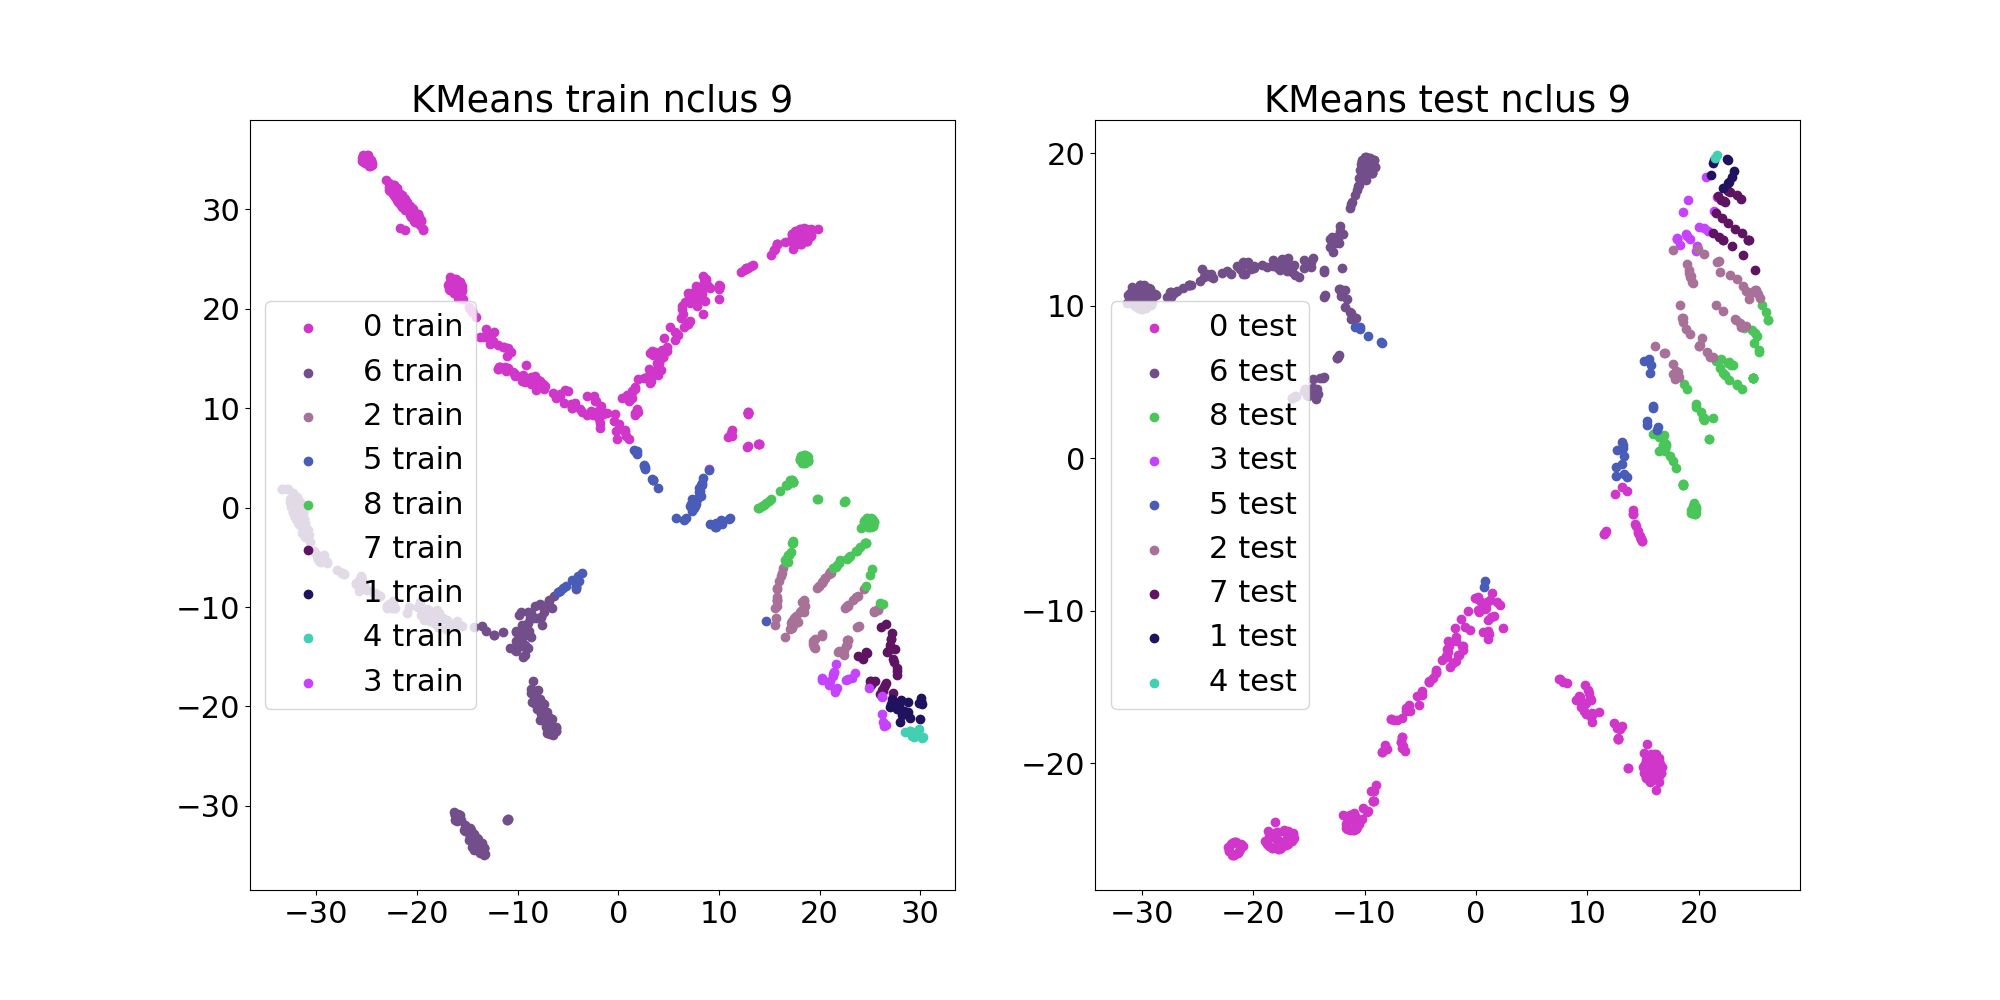 KMeans train nclus 9
30
20
10
0
−10
−20
−30
−30 −20 −10 0 10 20 30
0 train
6 train
2 train
5 train
8 train
7 train
1 train
4 train
3 train
KMeans test nclus 9
20
10
0
−10
−20
−30 −20 −10 0 10 20
0 test
6 test
8 test
3 test
5 test
2 test
7 test
1 test
4 test